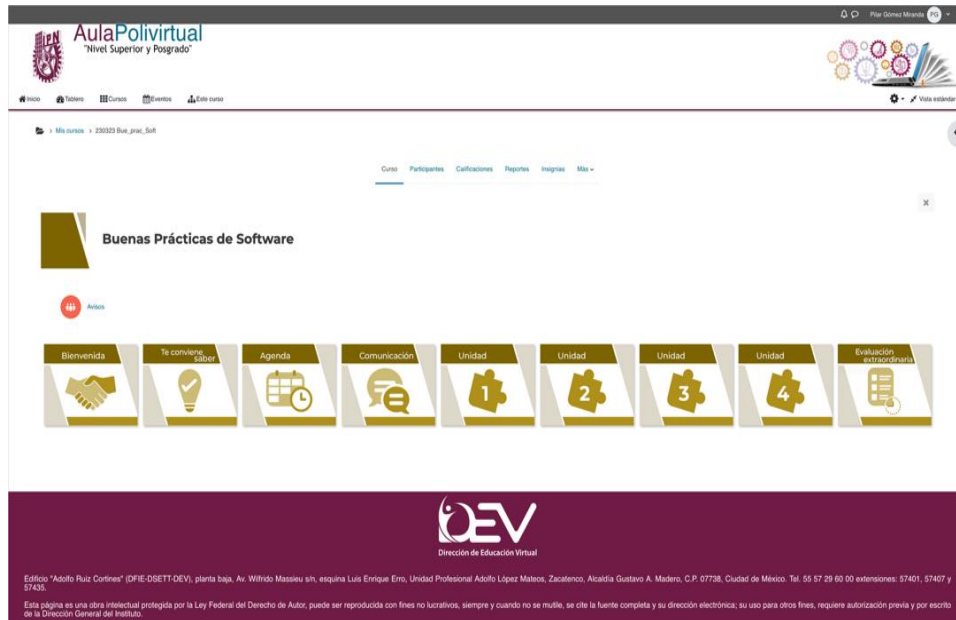 Pilar Gómez Miranda PG
IPN
AulaPolivirtual
"Nivel Superior y Posgrado"
Inicio Tablero Cursos Eventos Este curso
Vista estándar
Mis cursos > 230323 Bue_prac_Soft
Curso Participantes Calificaciones Reportes Insignias Más
Buenas Prácticas de Software
Avisos
Bienvenida
Te conviene saber
Agenda
Comunicación
Unidad
1
Unidad
2
Unidad
3
Unidad
4
Evaluación extraordinaria
DEV
Dirección de Educación Virtual
Edificio "Adolfo Ruiz Cortines" (DFIE-DSETT-DEV), planta baja, Av. Wilfrido Massieu s/n, esquina Luis Enrique Erro, Unidad Profesional Adolfo López Mateos, Zacatenco, Alcaldía Gustavo A. Madero, C.P. 07738, Ciudad de México. Tel. 55 57 29 60 00 extensiones: 57401, 57407 y
57435.
Esta página es una obra intelectual protegida por la Ley Federal del Derecho de Autor, puede ser reproducida con fines no lucrativos, siempre y cuando no se mutile, se cite la fuente completa y su dirección electrónica; su uso para otros fines, requiere autorización previa y por escrito
de la Dirección General del Instituto.